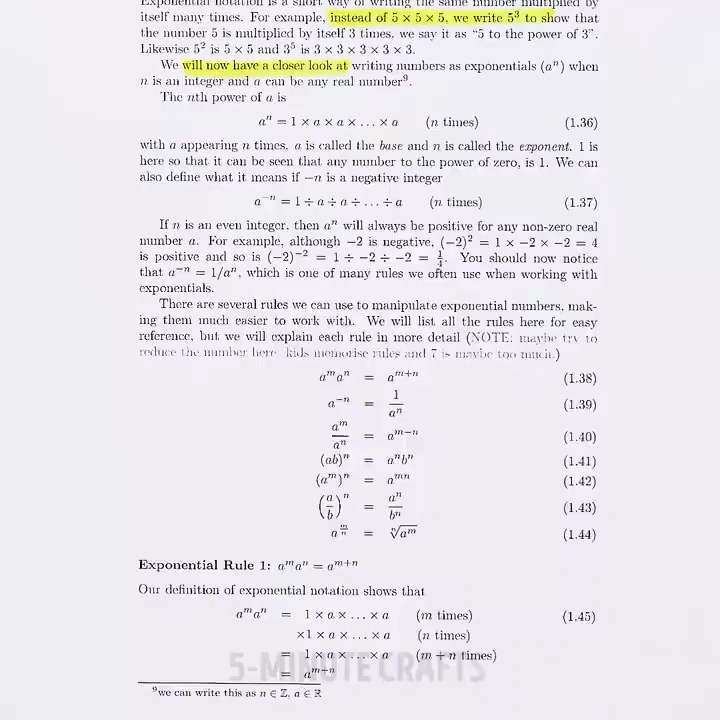 Exponential notation is a short way of writing the same number multiplied by
itself many times. For example, instead of 5 × 5 × 5, we write 5³ to show that
the number 5 is multiplied by itself 3 times, we say it as “5 to the power of 3”.
Likewise 5² is 5 × 5 and 3⁵ is 3 × 3 × 3 × 3 × 3.
We will now have a closer look at writing numbers as exponentials (aⁿ) when
n is an integer and a can be any real number⁹.
The nth power of a is
aⁿ = 1 × a × a × . . . × a (n times) (1.36)
with a appearing n times. a is called the base and n is called the exponent. 1 is
here so that it can be seen that any number to the power of zero, is 1. We can
also define what it means if −n is a negative integer
a⁻ⁿ = 1 ÷ a ÷ a ÷ . . . ÷ a (n times) (1.37)
If n is an even integer, then aⁿ will always be positive for any non-zero real
number a. For example, although −2 is negative, (−2)² = 1 × −2 × −2 = 4
is positive and so is (−2)⁻² = 1 ÷ −2 ÷ −2 = 1/4. You should now notice
that a⁻ⁿ = 1/aⁿ, which is one of many rules we often use when working with
exponentials.
There are several rules we can use to manipulate exponential numbers, mak-
ing them much easier to work with. We will list all the rules here for easy
reference, but we will explain each rule in more detail (NOTE: maybe try to
reduce the number here kids memorise rules and 7 is maybe too much.)
aᵐaⁿ = aᵐ⁺ⁿ (1.38)
a⁻ⁿ = 1/aⁿ (1.39)
aᵐ/aⁿ = aᵐ⁻ⁿ (1.40)
(ab)ⁿ = aⁿbⁿ (1.41)
(aᵐ)ⁿ = aᵐⁿ (1.42)
(a/b)ⁿ = aⁿ/bⁿ (1.43)
a^(m/n) = ⁿ√aᵐ (1.44)
Exponential Rule 1: aᵐaⁿ = aᵐ⁺ⁿ
Our definition of exponential notation shows that
aᵐaⁿ = 1 × a × . . . × a (m times) (1.45)
×1 × a × . . . × a (n times)
= 1 × a × . . . × a (m + n times)
= aᵐ⁺ⁿ
5-MINUTE CRAFTS
⁹we can write this as n ∈ ℤ, a ∈ ℝ